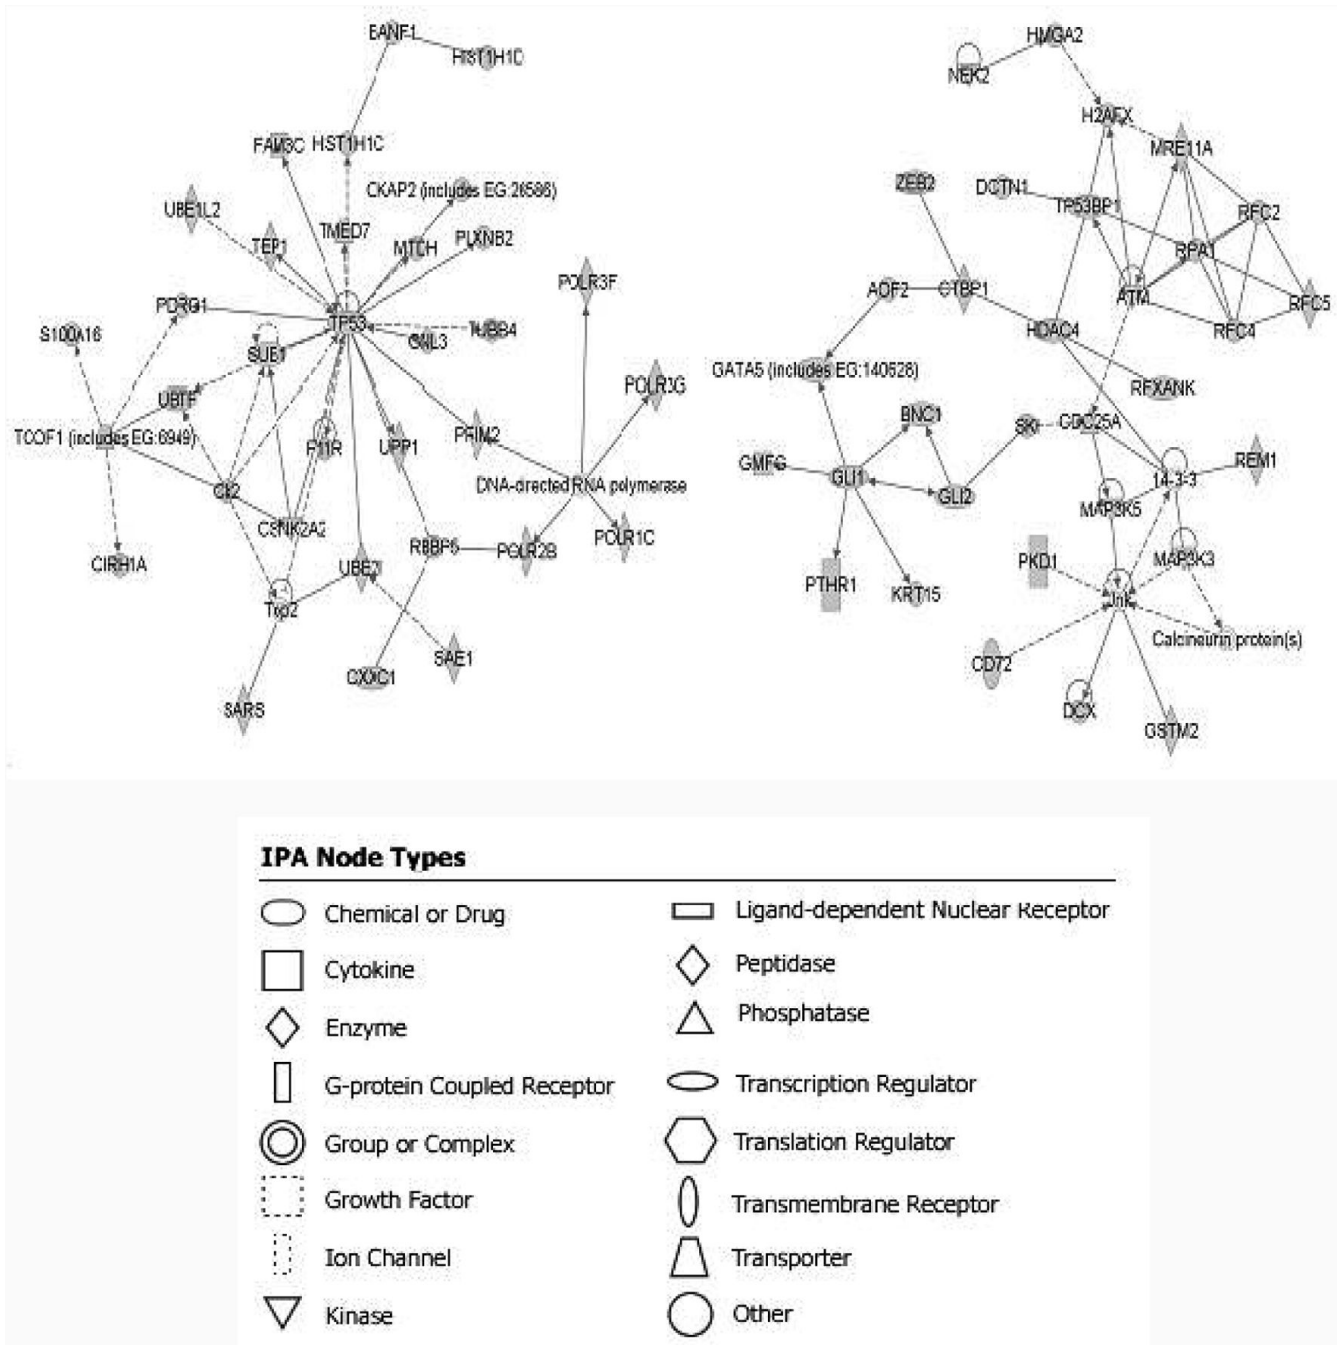 BANF1
HIST1H1C
FAM3C
HST1H1C
CKAP2 (includes EG:26586)
UBE1L2
TEP1
TMED7
MTCH
PLXNB2
POLR3F
PDRG1
TP53
S100A16
SUB1
GNL3
TUBB4
UBTF
POLR3G
TCOF1 (includes EG:6949)
F11R
UPP1
PRIM2
DNA-directed RNA polymerase
Ck2
CSNK2A2
POLR1C
CIRH1A
UBE2I
RBBP5
POLR2B
Top2
CXXC1
SAE1
SARS
HMGA2
NEK2
H2AFX
MRE11A
ZEB2
DCTN1
TP53BP1
RFC2
RPA1
AOF2
CTBP1
ATM
RFC5
HDAC4
RFC4
GATA5 (includes EG:140628)
RFXANK
BNC1
SKI
CDC25A
GMFG
GLI1
GLI2
14-3-3
REM1
MAP3K5
PTHR1
KRT15
PKD1
MAP3K3
Jnk
Calcineurin protein(s)
CD72
DCX
GSTM2
IPA Node Types
Chemical or Drug
Cytokine
Enzyme
G-protein Coupled Receptor
Group or Complex
Growth Factor
Ion Channel
Kinase
Ligand-dependent Nuclear Receptor
Peptidase
Phosphatase
Transcription Regulator
Translation Regulator
Transmembrane Receptor
Transporter
Other